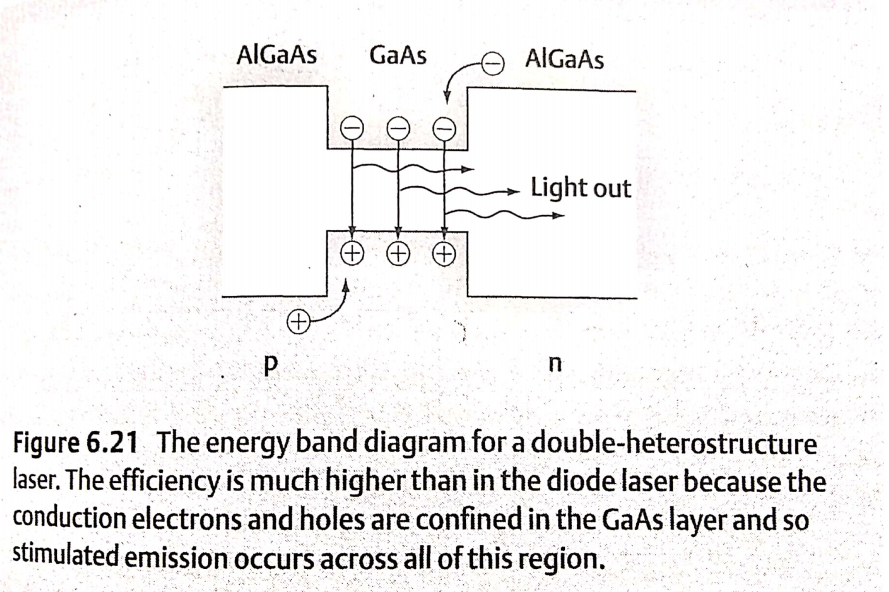 AlGaAs GaAs − AlGaAs
− − −
Light out
+ + +
+
p n
Figure 6.21 The energy band diagram for a double-heterostructure
laser. The efficiency is much higher than in the diode laser because the
conduction electrons and holes are confined in the GaAs layer and so
stimulated emission occurs across all of this region.